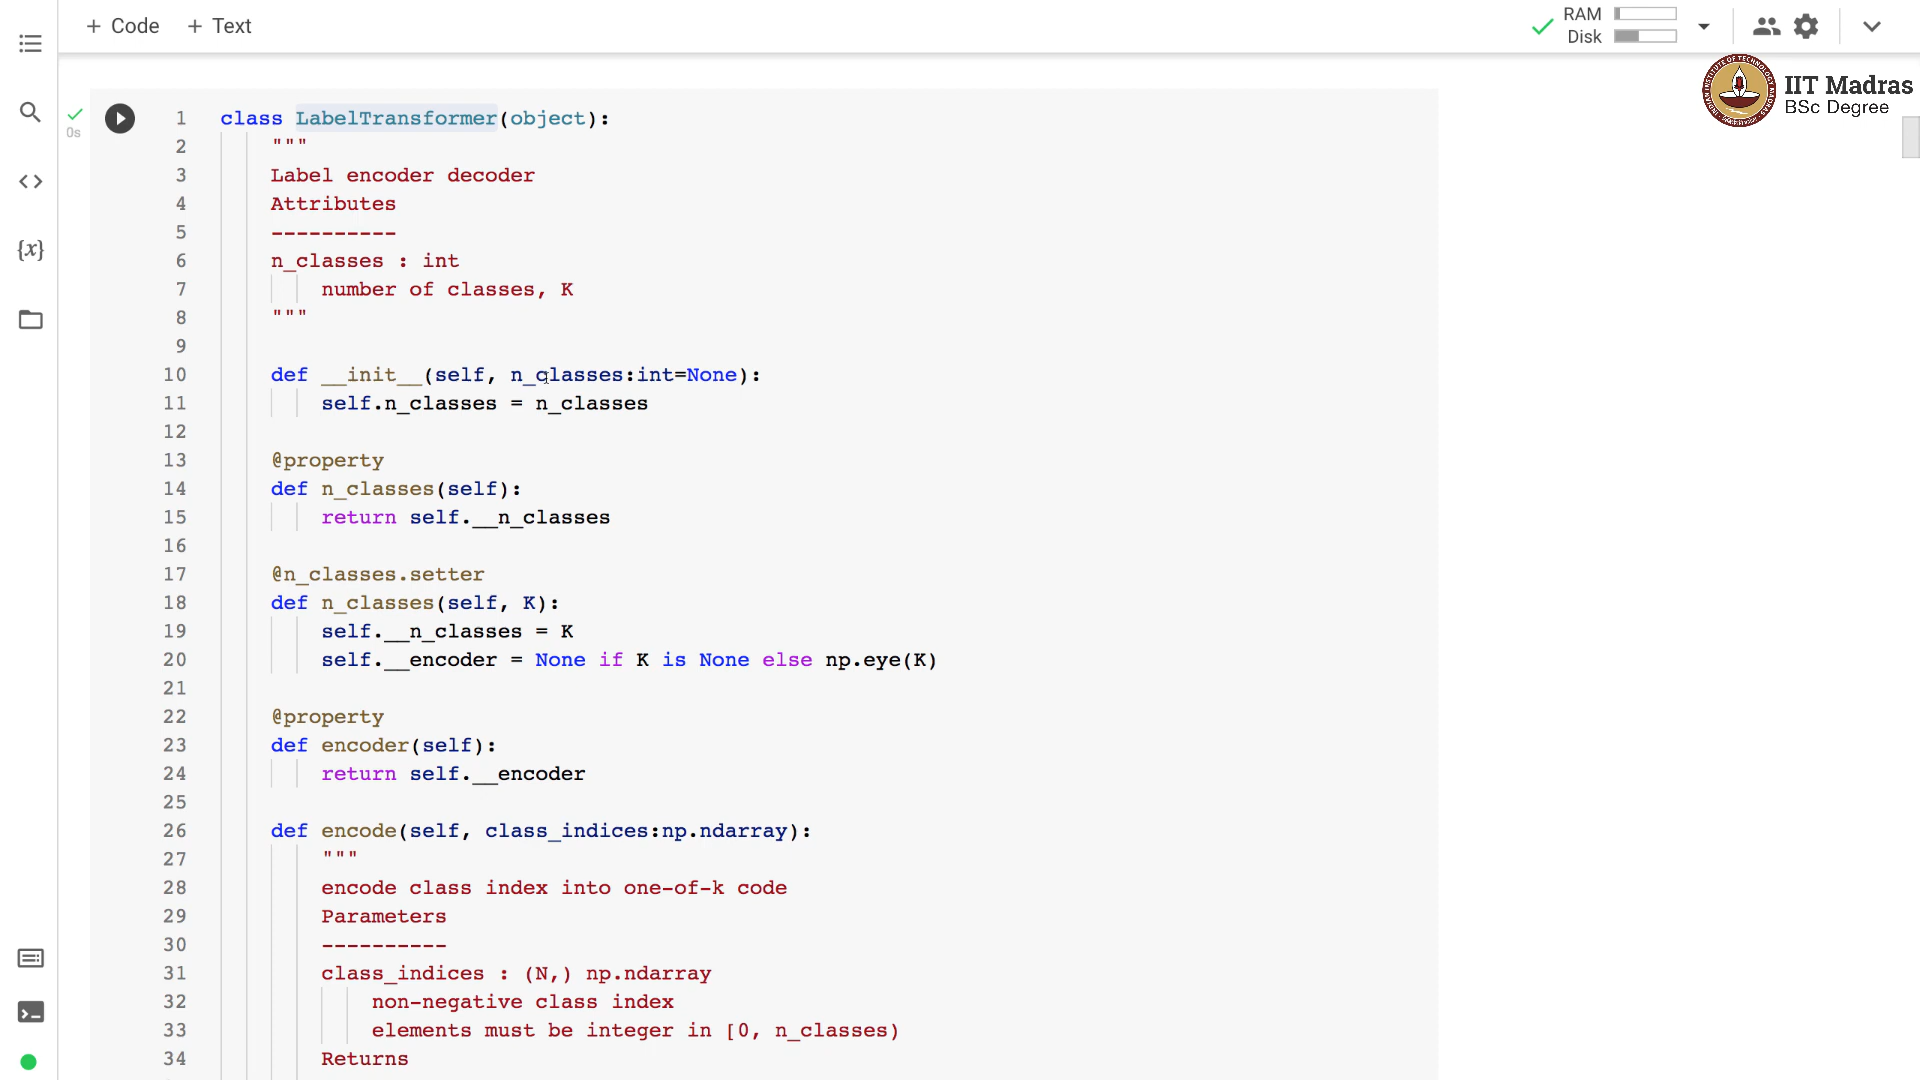 + Code + Text
RAM
Disk
IIT Madras
BSc Degree
0s
1 class LabelTransformer(object):
2 """
3 Label encoder decoder
4 Attributes
5 ----------
6 n_classes : int
7 number of classes, K
8 """
9
10 def __init__(self, n_classes:int=None):
11 self.n_classes = n_classes
12
13 @property
14 def n_classes(self):
15 return self.__n_classes
16
17 @n_classes.setter
18 def n_classes(self, K):
19 self.__n_classes = K
20 self.__encoder = None if K is None else np.eye(K)
21
22 @property
23 def encoder(self):
24 return self.__encoder
25
26 def encode(self, class_indices:np.ndarray):
27 """
28 encode class index into one-of-k code
29 Parameters
30 ----------
31 class_indices : (N,) np.ndarray
32 non-negative class index
33 elements must be integer in [0, n_classes)
34 Returns